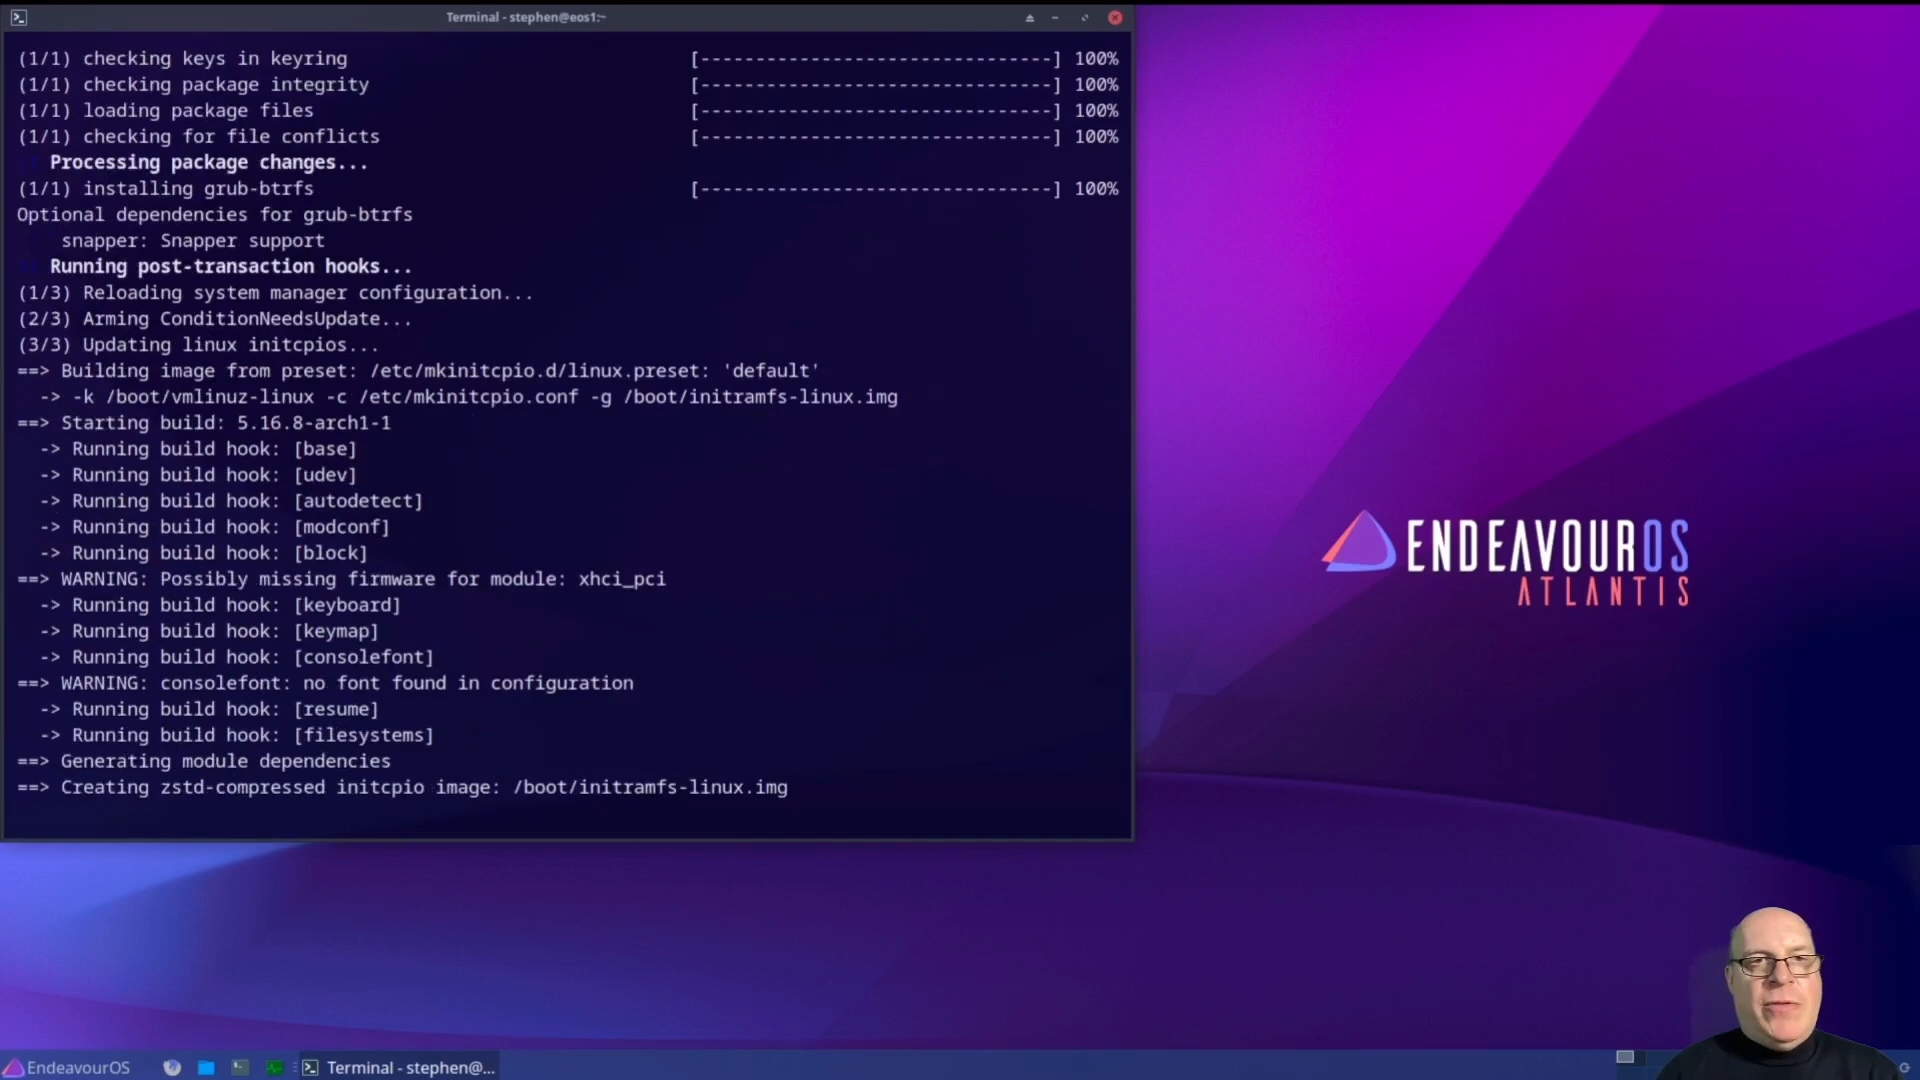 Terminal - stephen@eos1:~
(1/1) checking keys in keyring [--------------------------------] 100%
(1/1) checking package integrity [--------------------------------] 100%
(1/1) loading package files [--------------------------------] 100%
(1/1) checking for file conflicts [--------------------------------] 100%
:: Processing package changes...
(1/1) installing grub-btrfs [--------------------------------] 100%
Optional dependencies for grub-btrfs
snapper: Snapper support
:: Running post-transaction hooks...
(1/3) Reloading system manager configuration...
(2/3) Arming ConditionNeedsUpdate...
(3/3) Updating linux initcpios...
==> Building image from preset: /etc/mkinitcpio.d/linux.preset: 'default'
-> -k /boot/vmlinuz-linux -c /etc/mkinitcpio.conf -g /boot/initramfs-linux.img
==> Starting build: 5.16.8-arch1-1
-> Running build hook: [base]
-> Running build hook: [udev]
-> Running build hook: [autodetect]
-> Running build hook: [modconf]
-> Running build hook: [block]
==> WARNING: Possibly missing firmware for module: xhci_pci
-> Running build hook: [keyboard]
-> Running build hook: [keymap]
-> Running build hook: [consolefont]
==> WARNING: consolefont: no font found in configuration
-> Running build hook: [resume]
-> Running build hook: [filesystems]
==> Generating module dependencies
==> Creating zstd-compressed initcpio image: /boot/initramfs-linux.img
ENDEAVOUROS
ATLANTIS
EndeavourOS
Terminal - stephen@...